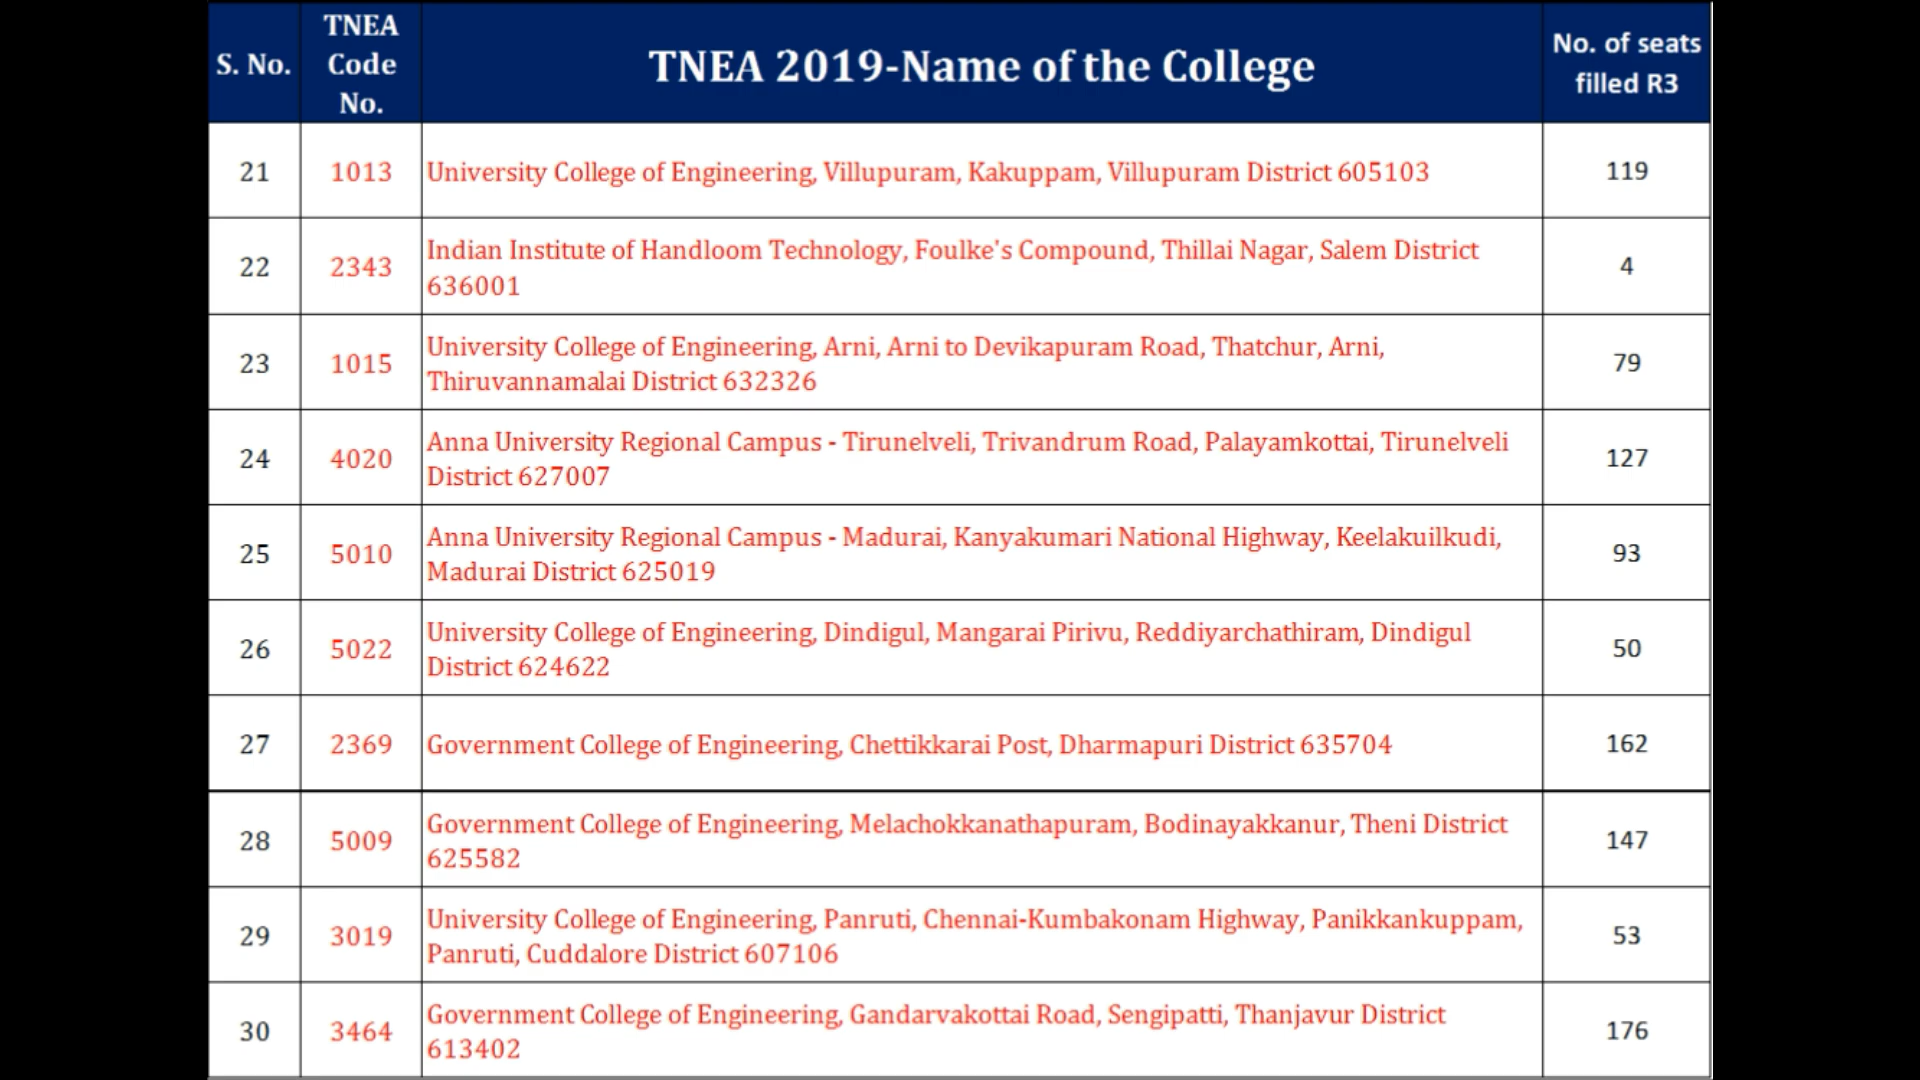 S. No.
TNEA
Code
No.
TNEA 2019-Name of the College
No. of seats
filled R3
21
1013
University College of Engineering, Villupuram, Kakuppam, Villupuram District 605103
119
22
2343
Indian Institute of Handloom Technology, Foulke's Compound, Thillai Nagar, Salem District
636001
4
23
1015
University College of Engineering, Arni, Arni to Devikapuram Road, Thatchur, Arni,
Thiruvannamalai District 632326
79
24
4020
Anna University Regional Campus - Tirunelveli, Trivandrum Road, Palayamkottai, Tirunelveli
District 627007
127
25
5010
Anna University Regional Campus - Madurai, Kanyakumari National Highway, Keelakuilkudi,
Madurai District 625019
93
26
5022
University College of Engineering, Dindigul, Mangarai Pirivu, Reddiyarchathiram, Dindigul
District 624622
50
27
2369
Government College of Engineering, Chettikkarai Post, Dharmapuri District 635704
162
28
5009
Government College of Engineering, Melachokkanathapuram, Bodinayakkanur, Theni District
625582
147
29
3019
University College of Engineering, Panruti, Chennai-Kumbakonam Highway, Panikkankuppam,
Panruti, Cuddalore District 607106
53
30
3464
Government College of Engineering, Gandarvakottai Road, Sengipatti, Thanjavur District
613402
176